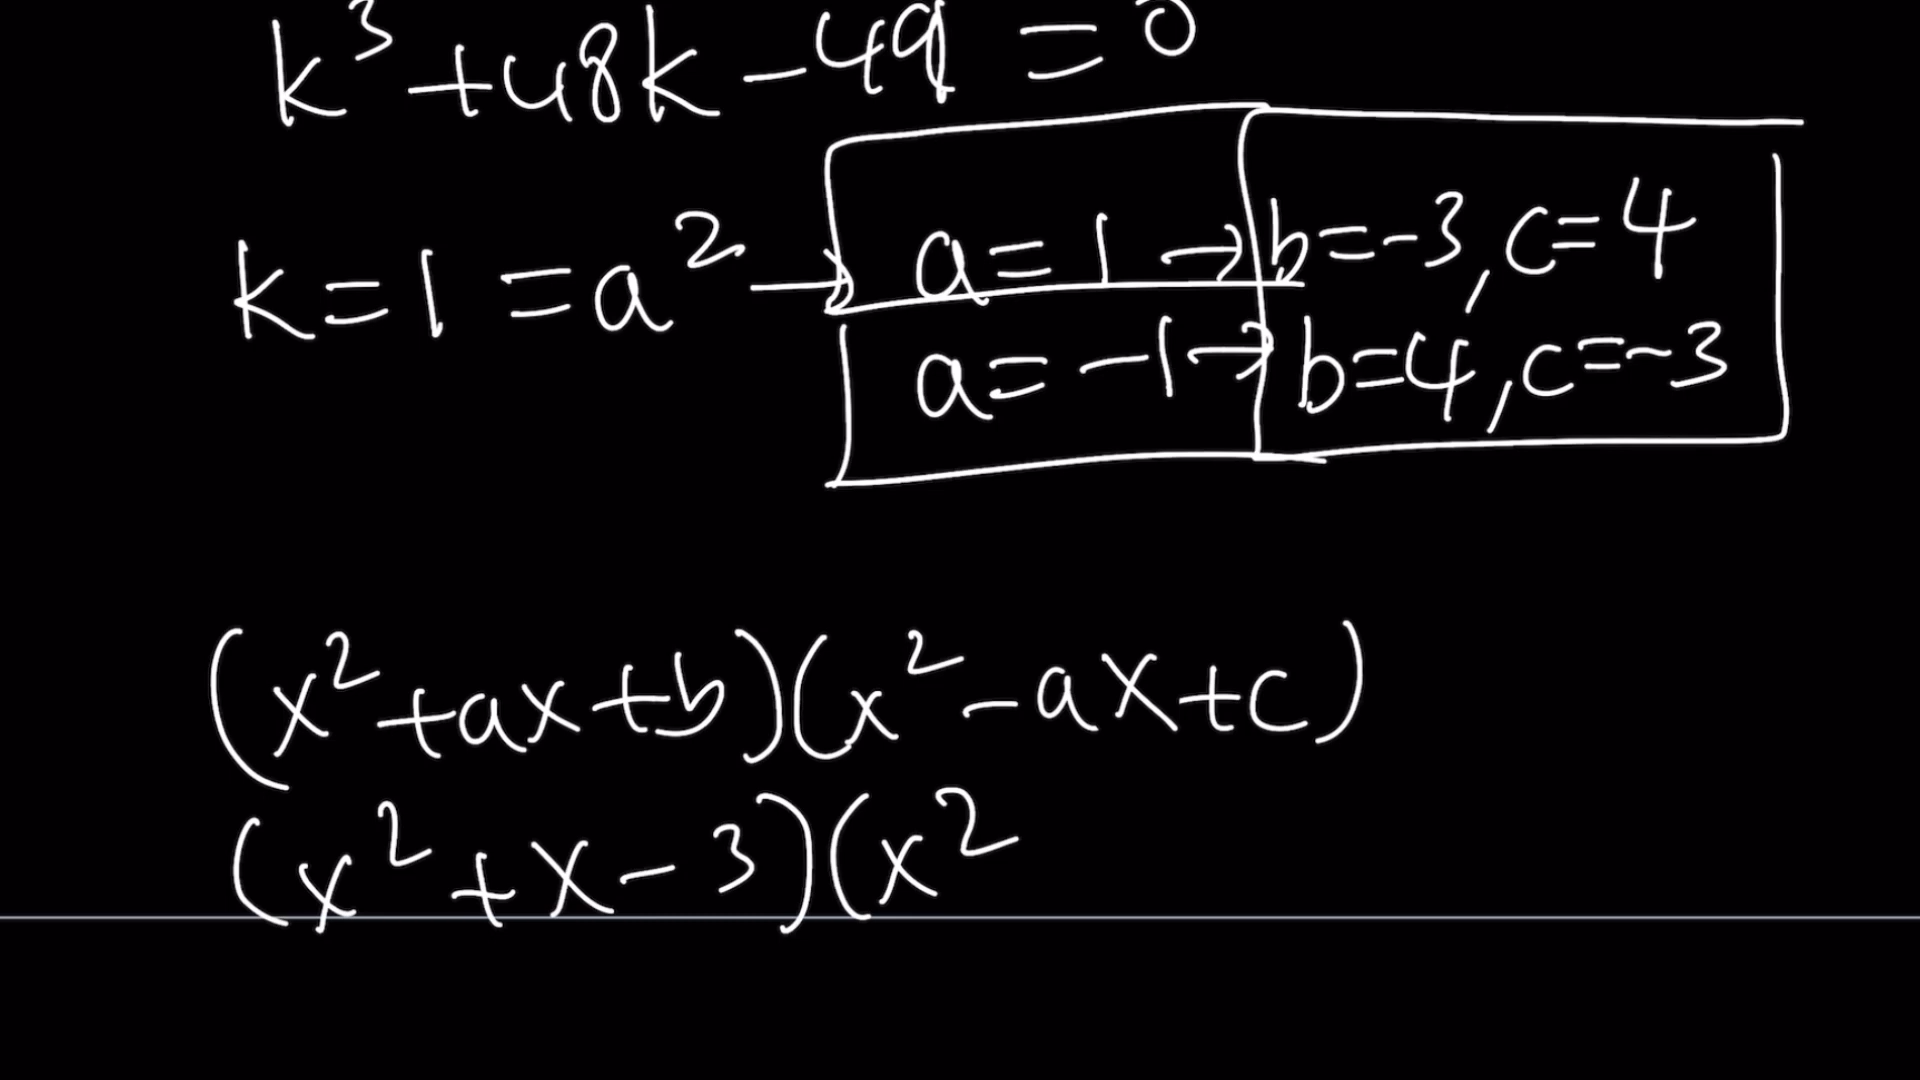 k³+48k-49=0
k=1=a²→ a=1→ b=-3, c=4
a=-1→ b=4, c=-3
(x²+ax+b)(x²-ax+c)
(x²+x-3)(x²